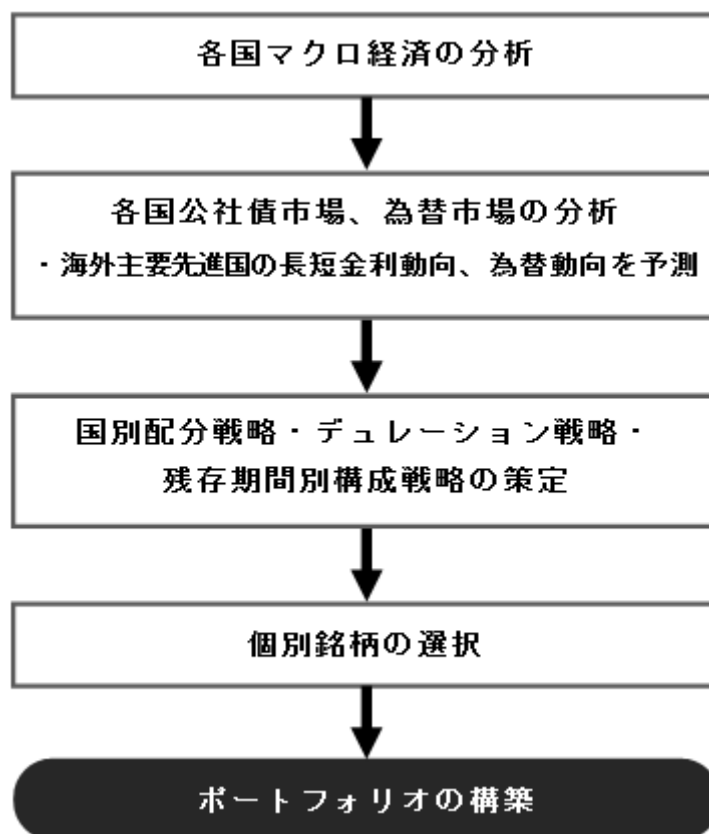 各国マクロ経済の分析
各国公社債市場、為替市場の分析
・海外主要先進国の長短金利動向、為替動向を予測
国別配分戦略・デュレーション戦略・
残存期間別構成戦略の策定
個別銘柄の選択
ポートフォリオの構築